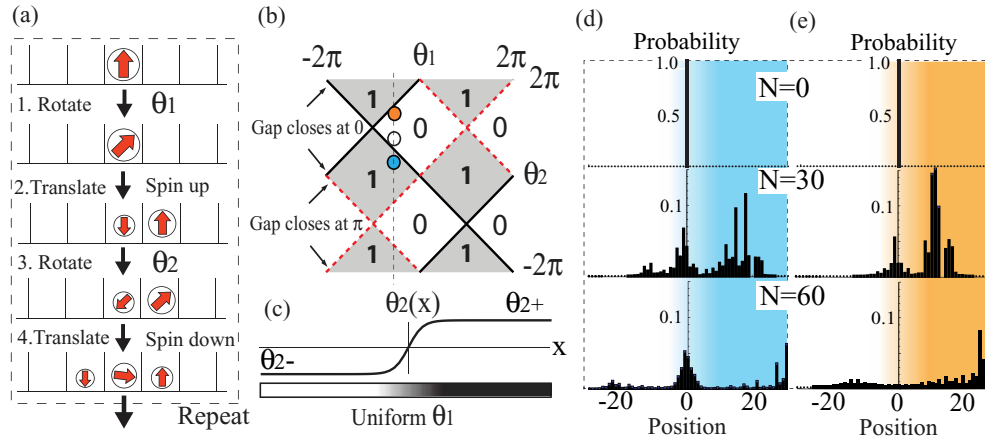 (a)
1. Rotate
θ1
2.Translate
Spin up
3. Rotate
θ2
4.Translate
Spin down
Repeat
(b)
-2π
θ1
2π
2π
1
1
0
0
Gap closes at 0
1
1
θ2
0
0
Gap closes at π
1
1
-2π
(c)
θ2(x)
θ2+
θ2-
x
Uniform θ1
(d)
Probability
1.0
0.5
N=0
0.1
N=30
0.1
N=60
-20
0
20
Position
(e)
Probability
1.0
0.5
0.1
0.1
-20
0
20
Position